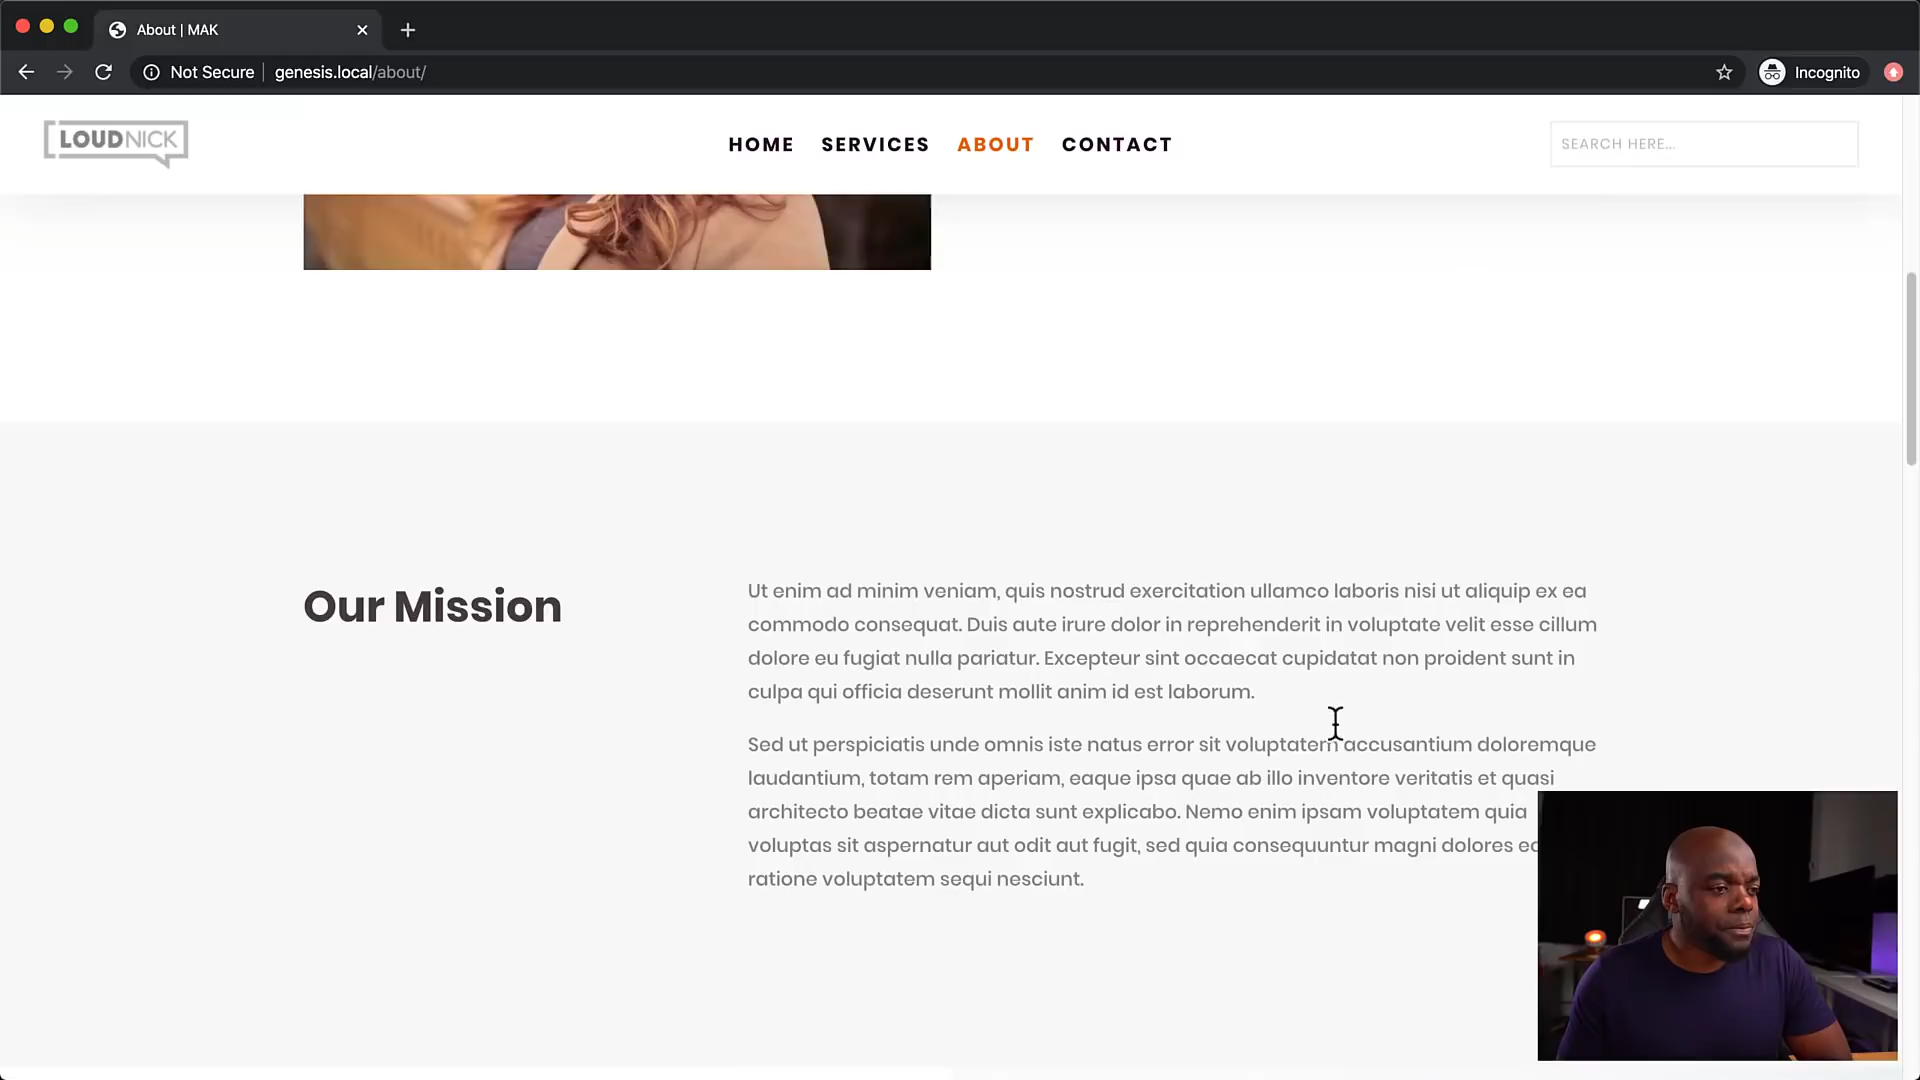 About | MAK
Not Secure
genesis.local/about/
Incognito
LOUDNICK
HOME SERVICES ABOUT CONTACT
SEARCH HERE...
Our Mission
Ut enim ad minim veniam, quis nostrud exercitation ullamco laboris nisi ut aliquip ex ea
commodo consequat. Duis aute irure dolor in reprehenderit in voluptate velit esse cillum
dolore eu fugiat nulla pariatur. Excepteur sint occaecat cupidatat non proident sunt in
culpa qui officia deserunt mollit anim id est laborum.
Sed ut perspiciatis unde omnis iste natus error sit voluptatem accusantium doloremque
laudantium, totam rem aperiam, eaque ipsa quae ab illo inventore veritatis et quasi
architecto beatae vitae dicta sunt explicabo. Nemo enim ipsam voluptatem quia
voluptas sit aspernatur aut odit aut fugit, sed quia consequuntur magni dolores
ratione voluptatem sequi nesciunt.